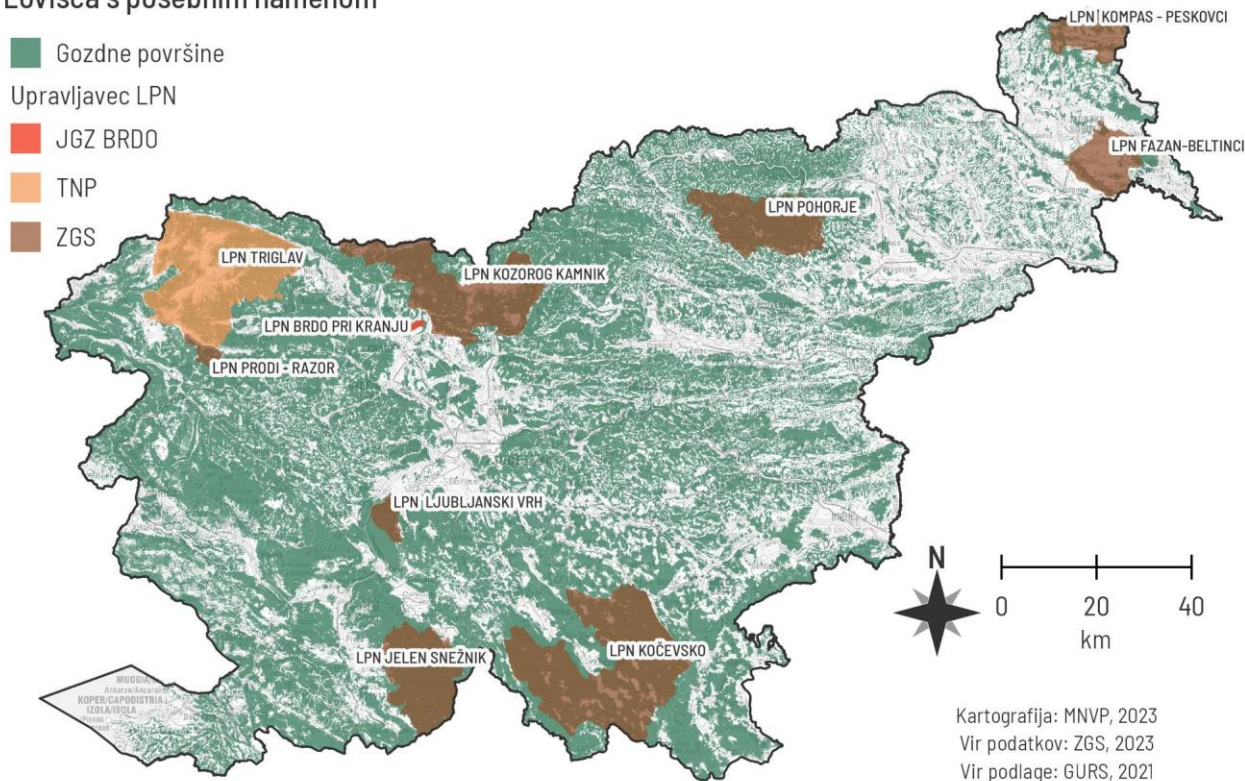 Lovišča s posebnim namenom
Gozdne površine
Upravljavec LPN
JGZ BRDO
TNP
ZGS
LPN KOMPAS - PESKOVCI
LPN FAZAN-BELTINCI
LPN POHORJE
LPN TRIGLAV
LPN KOZOROG KAMNIK
LPN BRDO PRI KRANJU
LPN PRODI - RAZOR
LPN LJUBLJANSKI VRH
LPN KOČEVSKO
LPN JELEN SNEŽNIK
MUGGIA
Ankaran/Ancarano
KOPER/CAPODISTRIA
IZOLA/ISOLA
N
0 20 40
km
Kartografija: MNVP, 2023
Vir podatkov: ZGS, 2023
Vir podlage: GURS, 2021